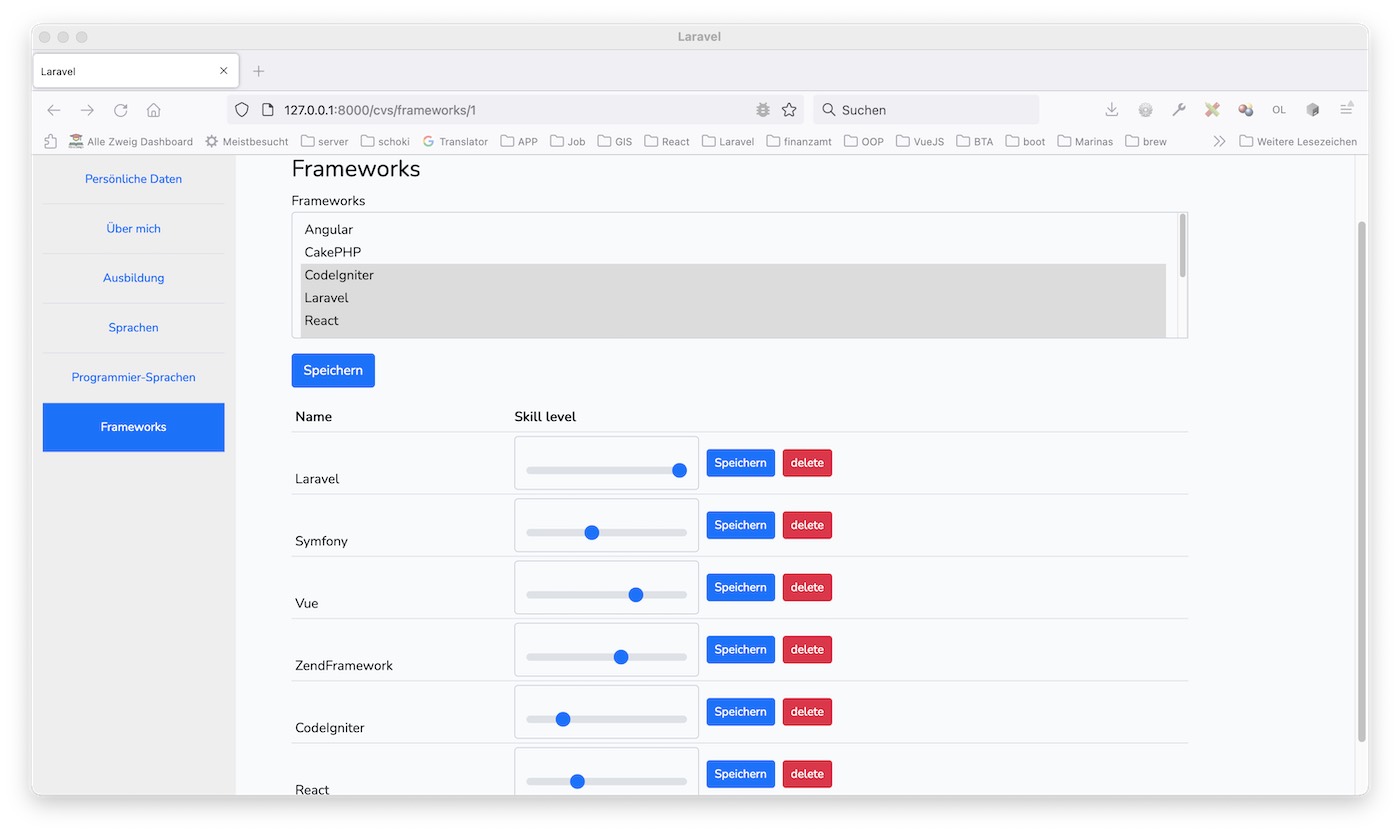 Laravel
Laravel
127.0.0.1:8000/cvs/frameworks/1
Suchen
OL
Alle Zweig Dashboard Meistbesucht server schoki Translator APP Job GIS React Laravel finanzamt OOP VueJS BTA boot Marinas brew Weitere Lesezeichen
Persönliche Daten
Über mich
Ausbildung
Sprachen
Programmier-Sprachen
Frameworks
Frameworks
Frameworks
Angular
CakePHP
CodeIgniter
Laravel
React
Speichern
Name Skill level
Laravel Speichern delete
Symfony Speichern delete
Vue Speichern delete
ZendFramework Speichern delete
CodeIgniter Speichern delete
React Speichern delete